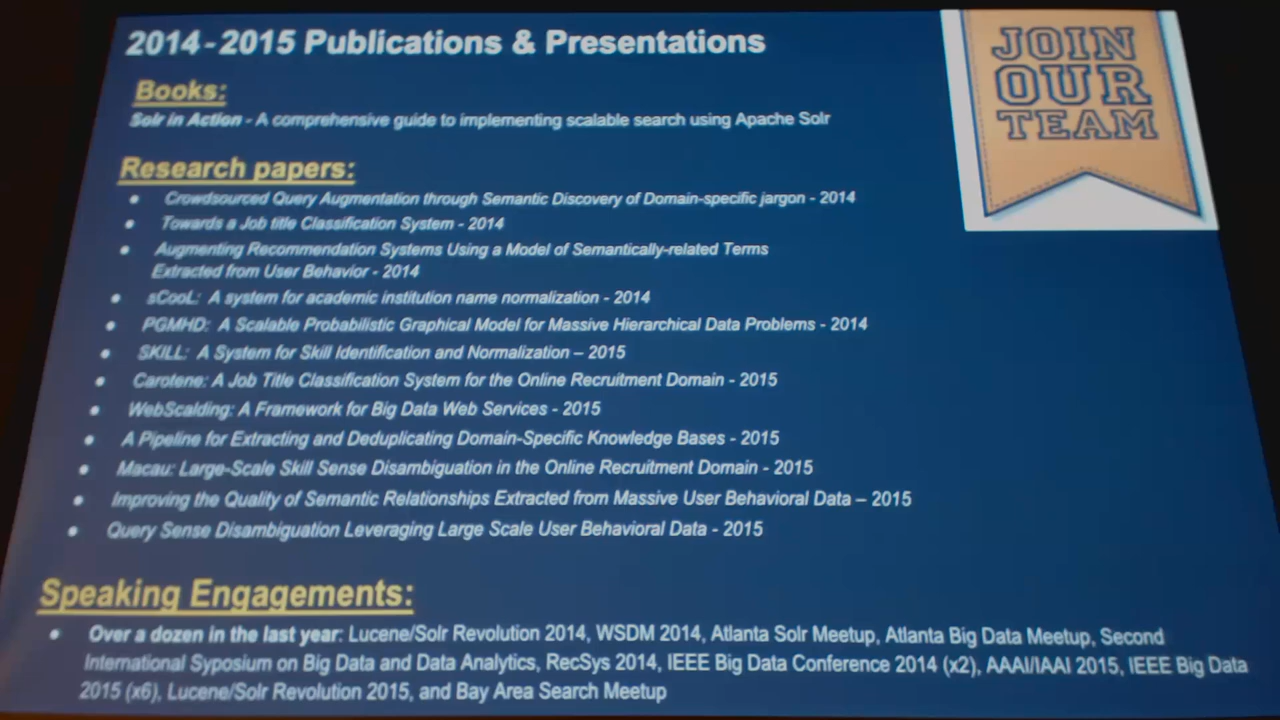 2014-2015 Publications & Presentations
JOIN
OUR
TEAM
Books:
Solr in Action - A comprehensive guide to implementing scalable search using Apache Solr
Research papers:
• Crowdsourced Query Augmentation through Semantic Discovery of Domain-specific jargon - 2014
• Towards a Job title Classification System - 2014
• Augmenting Recommendation Systems Using a Model of Semantically-related Terms
Extracted from User Behavior - 2014
• sCooL: A system for academic institution name normalization - 2014
• PGMHD: A Scalable Probabilistic Graphical Model for Massive Hierarchical Data Problems - 2014
• SKILL: A System for Skill Identification and Normalization – 2015
• Carotene: A Job Title Classification System for the Online Recruitment Domain - 2015
• WebScalding: A Framework for Big Data Web Services - 2015
• A Pipeline for Extracting and Deduplicating Domain-Specific Knowledge Bases - 2015
• Macau: Large-Scale Skill Sense Disambiguation in the Online Recruitment Domain - 2015
• Improving the Quality of Semantic Relationships Extracted from Massive User Behavioral Data – 2015
• Query Sense Disambiguation Leveraging Large Scale User Behavioral Data - 2015
Speaking Engagements:
• Over a dozen in the last year: Lucene/Solr Revolution 2014, WSDM 2014, Atlanta Solr Meetup, Atlanta Big Data Meetup, Second
International Syposium on Big Data and Data Analytics, RecSys 2014, IEEE Big Data Conference 2014 (x2), AAAI/IAAI 2015, IEEE Big Data
2015 (x6), Lucene/Solr Revolution 2015, and Bay Area Search Meetup